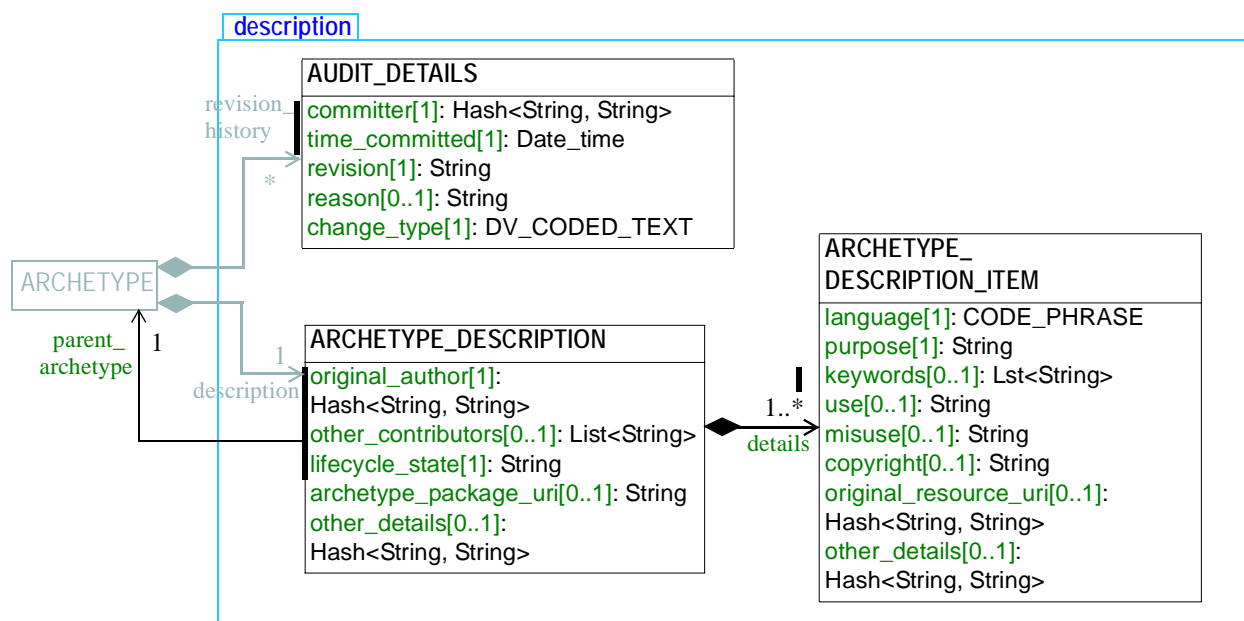 description
AUDIT_DETAILS
revision_
history
committer[1]: Hash<String, String>
time_committed[1]: Date_time
revision[1]: String
reason[0..1]: String
change_type[1]: DV_CODED_TEXT
*
ARCHETYPE
parent_
archetype
1
1
description
ARCHETYPE_DESCRIPTION
original_author[1]:
Hash<String, String>
other_contributors[0..1]: List<String>
lifecycle_state[1]: String
archetype_package_uri[0..1]: String
other_details[0..1]:
Hash<String, String>
1..*
details
ARCHETYPE_
DESCRIPTION_ITEM
language[1]: CODE_PHRASE
purpose[1]: String
keywords[0..1]: Lst<String>
use[0..1]: String
misuse[0..1]: String
copyright[0..1]: String
original_resource_uri[0..1]:
Hash<String, String>
other_details[0..1]:
Hash<String, String>